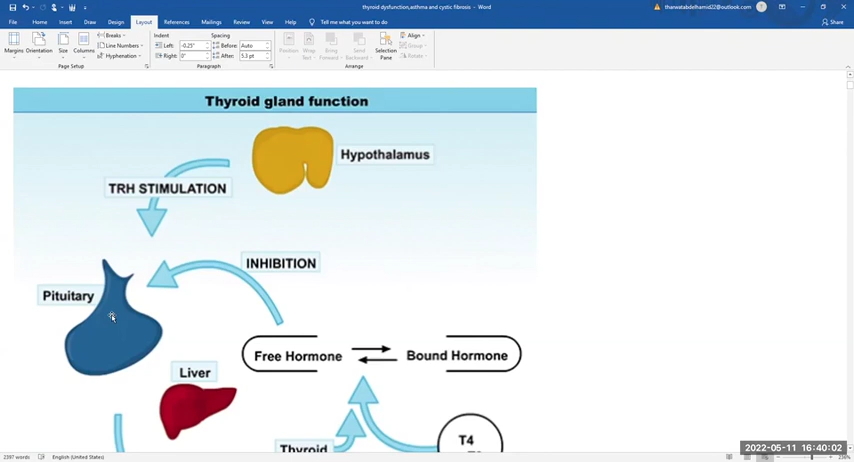 thyroid dysfunction,asthma and cystic fibrosis - Word
tharwatabdelhamid22@outlook.com
File Home Insert Draw Design Layout References Mailings Review View Help Tell me what you want to do Share
Margins Orientation Size Columns Breaks Line Numbers Hyphenation
Page Setup
Indent Spacing
Left: -0.25" Before: Auto
Right: 0" After: 5.3 pt
Paragraph
Position Wrap Text Bring Forward Send Backward Selection Pane Align Group Rotate
Arrange
Thyroid gland function
Hypothalamus
TRH STIMULATION
INHIBITION
Pituitary
Free Hormone
Bound Hormone
Liver
Thyroid
T4
2397 words English (United States)
2022-05-11 16:40:02